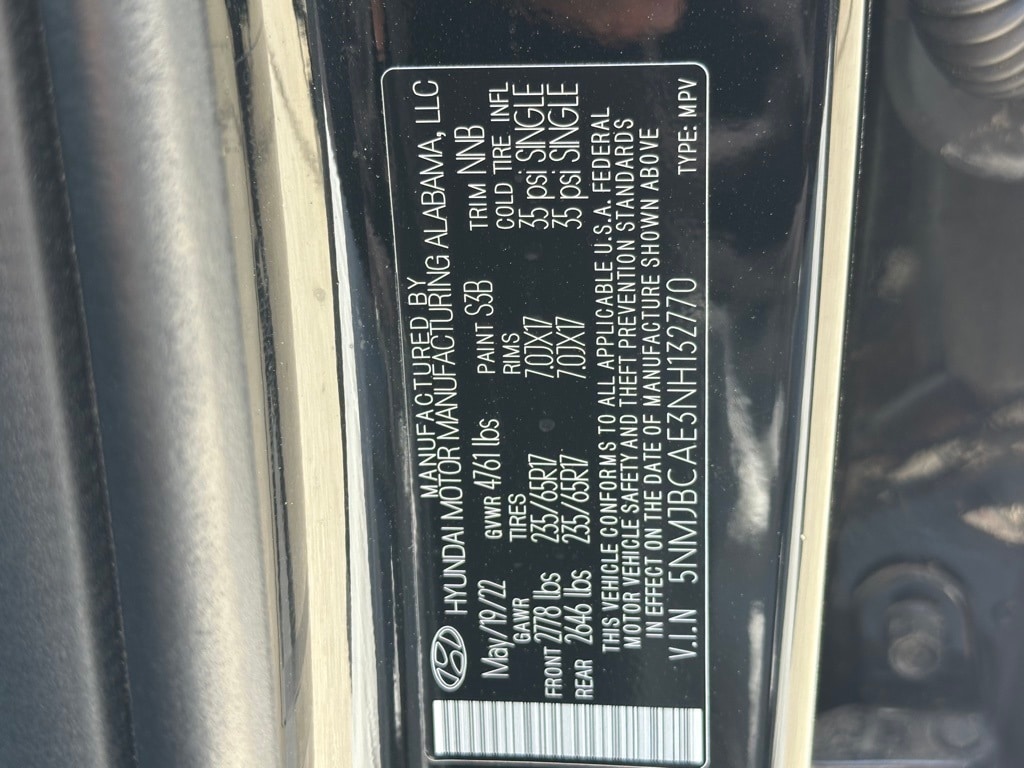 MANUFACTURED BY
HYUNDAI MOTOR MANUFACTURING ALABAMA, LLC
May/19/22 GVWR 4761 lbs PAINT S3B TRIM NNB
GAWR TIRES RIMS COLD TIRE INFL
FRONT 2778 lbs 235/65R17 7.0JX17 35 psi SINGLE
REAR 2646 lbs 235/65R17 7.0JX17 35 psi SINGLE
THIS VEHICLE CONFORMS TO ALL APPLICABLE U.S.A. FEDERAL
MOTOR VEHICLE SAFETY AND THEFT PREVENTION STANDARDS
IN EFFECT ON THE DATE OF MANUFACTURE SHOWN ABOVE
V.I.N 5NMJBCAE3NH132770 TYPE: MPV